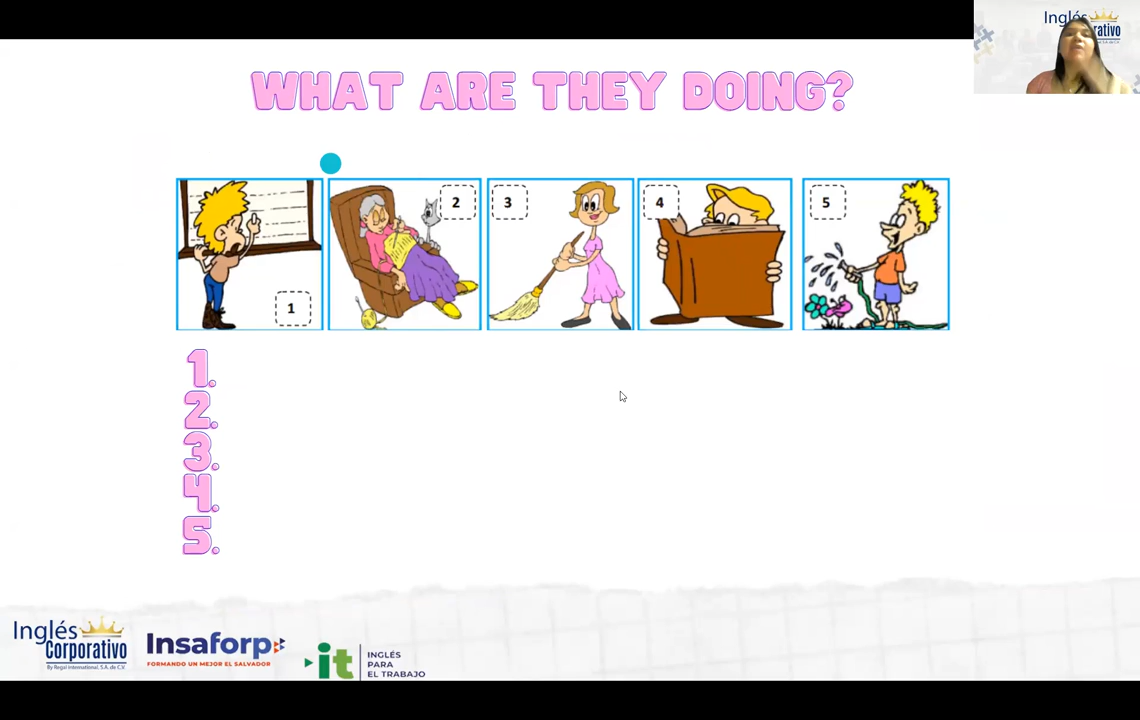 Inglés
WHAT ARE THEY DOING?
1
2
3
4
5
1.
2.
3.
4.
5.
Inglés
Corporativo
By Regal International, S.A. de C.V.
Insaforp
FORMANDO UN MEJOR EL SALVADOR
it
INGLÉS
PARA
EL TRABAJO